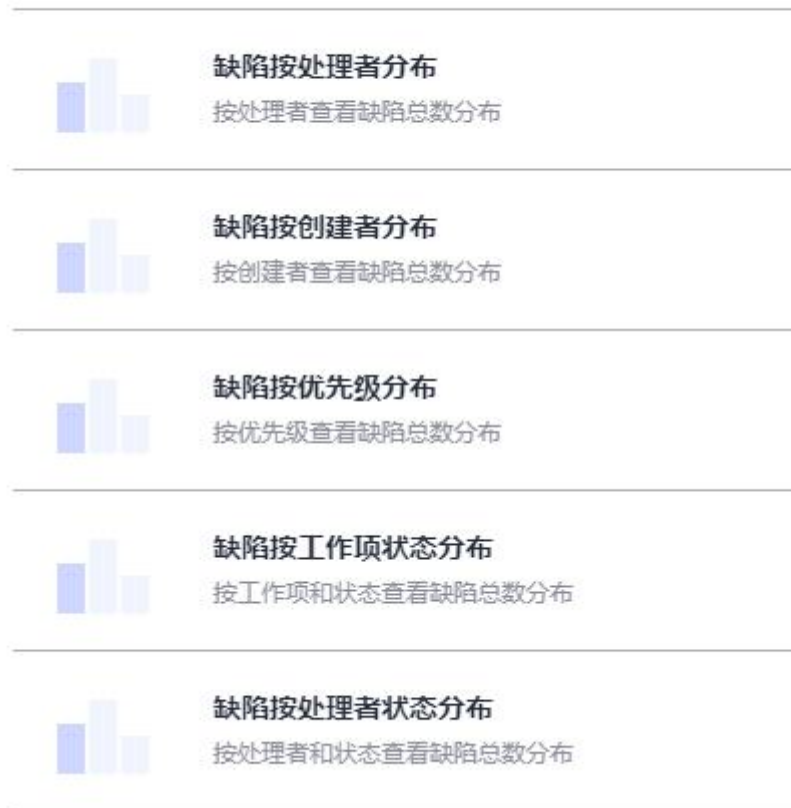 缺陷按处理者分布
按处理者查看缺陷总数分布
缺陷按创建者分布
按创建者查看缺陷总数分布
缺陷按优先级分布
按优先级查看缺陷总数分布
缺陷按工作项状态分布
按工作项和状态查看缺陷总数分布
缺陷按处理者状态分布
按处理者和状态查看缺陷总数分布